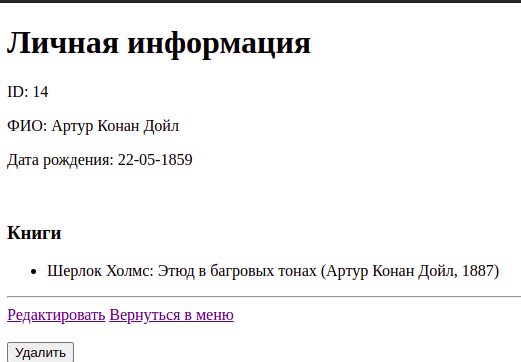 Личная информация
ID: 14
ФИО: Артур Конан Дойл
Дата рождения: 22-05-1859
Книги
Шерлок Холмс: Этюд в багровых тонах (Артур Конан Дойл, 1887)
Редактировать Вернуться в меню
Удалить